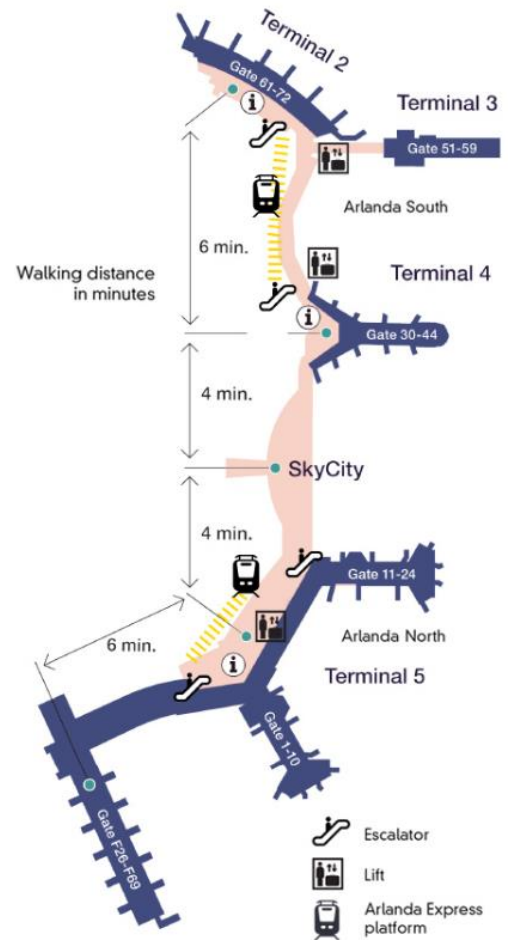 Terminal 2
Gate 61-72
Terminal 3
Gate 51-59
Arlanda South
6 min.
Walking distance
in minutes
Terminal 4
Gate 30-44
4 min.
SkyCity
4 min.
Gate 11-24
6 min.
Arlanda North
Terminal 5
Gate 1-10
Gate F26-F69
Escalator
Lift
Arlanda Express
platform